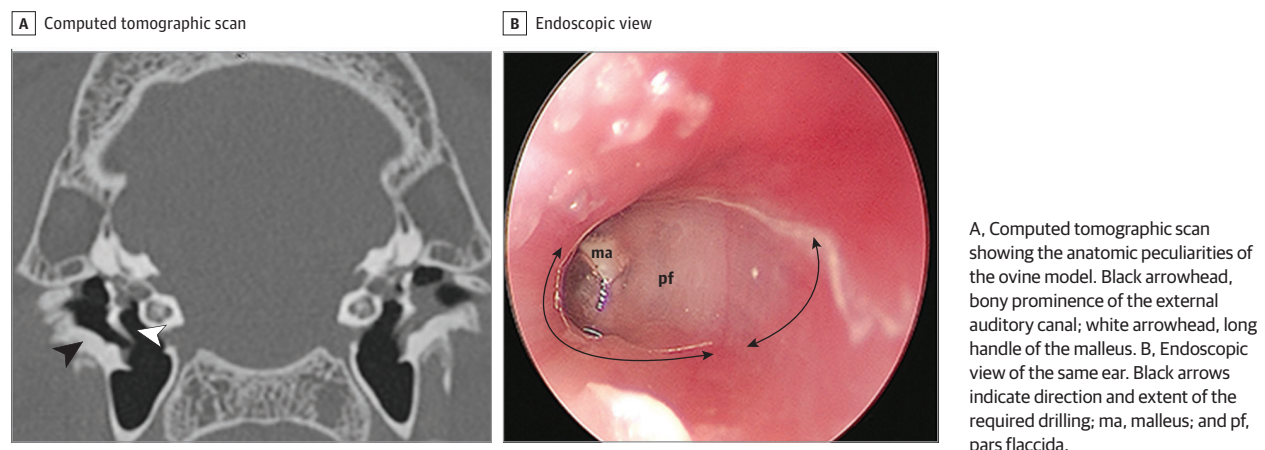 A Computed tomographic scan
B Endoscopic view
ma
pf
A, Computed tomographic scan
showing the anatomic peculiarities of
the ovine model. Black arrowhead,
bony prominence of the external
auditory canal; white arrowhead, long
handle of the malleus. B, Endoscopic
view of the same ear. Black arrows
indicate direction and extent of the
required drilling; ma, malleus; and pf,
pars flaccida.